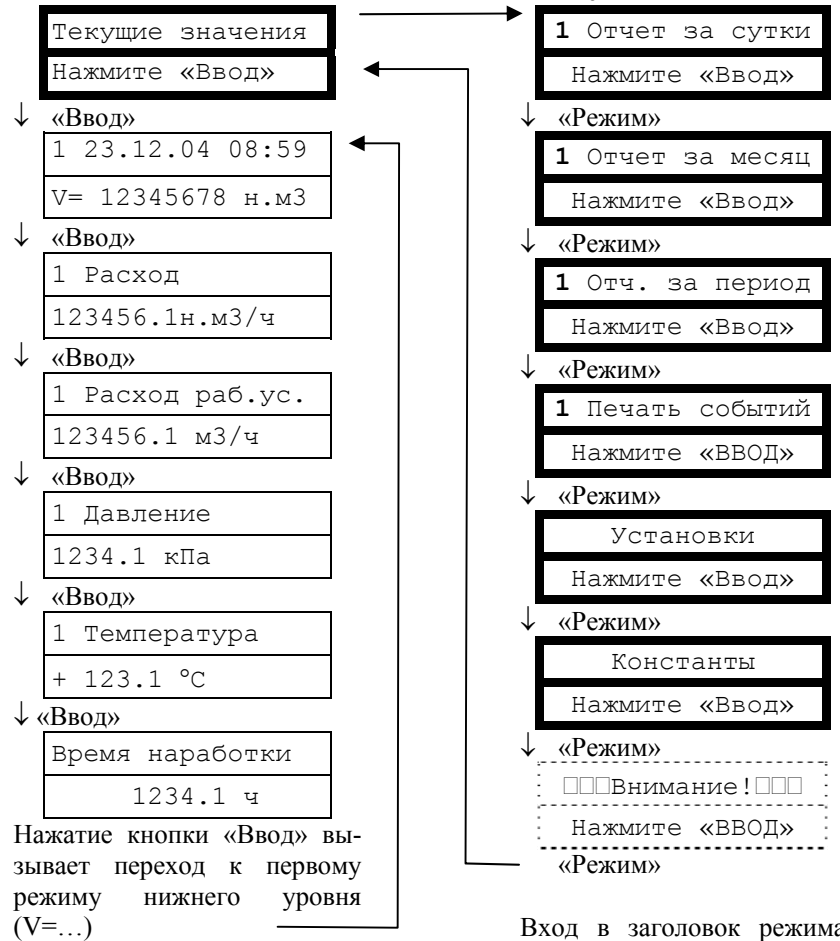 Текущие значения
Нажмите «Ввод»
↓ «Ввод»
1 23.12.04 08:59
V= 12345678 н.м3
↓ «Ввод»
1 Расход
123456.1н.м3/ч
↓ «Ввод»
1 Расход раб.ус.
123456.1 м3/ч
↓ «Ввод»
1 Давление
1234.1 кПа
↓ «Ввод»
1 Температура
+ 123.1 °С
↓ «Ввод»
Время наработки
1234.1 ч
Нажатие кнопки «Ввод» вы-
зывает переход к первому
режиму нижнего уровня
(V=…)
1 Отчет за сутки
Нажмите «Ввод»
↓ «Режим»
1 Отчет за месяц
Нажмите «Ввод»
↓ «Режим»
1 Отч. за период
Нажмите «Ввод»
↓ «Режим»
1 Печать событий
Нажмите «ВВОД»
↓ «Режим»
Установки
Нажмите «Ввод»
↓ «Режим»
Константы
Нажмите «Ввод»
↓ «Режим»
□□□Внимание!□□□
Нажмите «ВВОД»
«Режим»
Вход в заголовок режима